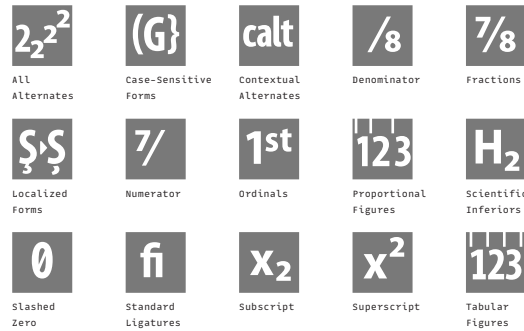 2₂2²
(G}
calt
/8
⅞
All
Alternates
Case-Sensitive
Forms
Contextual
Alternates
Denominator
Fractions
Ş▸Ș
7/
1st
123
H₂
Localized
Forms
Numerator
Ordinals
Proportional
Figures
Scientific
Inferiors
0
fi
x₂
x²
123
Slashed
Zero
Standard
Ligatures
Subscript
Superscript
Tabular
Figures